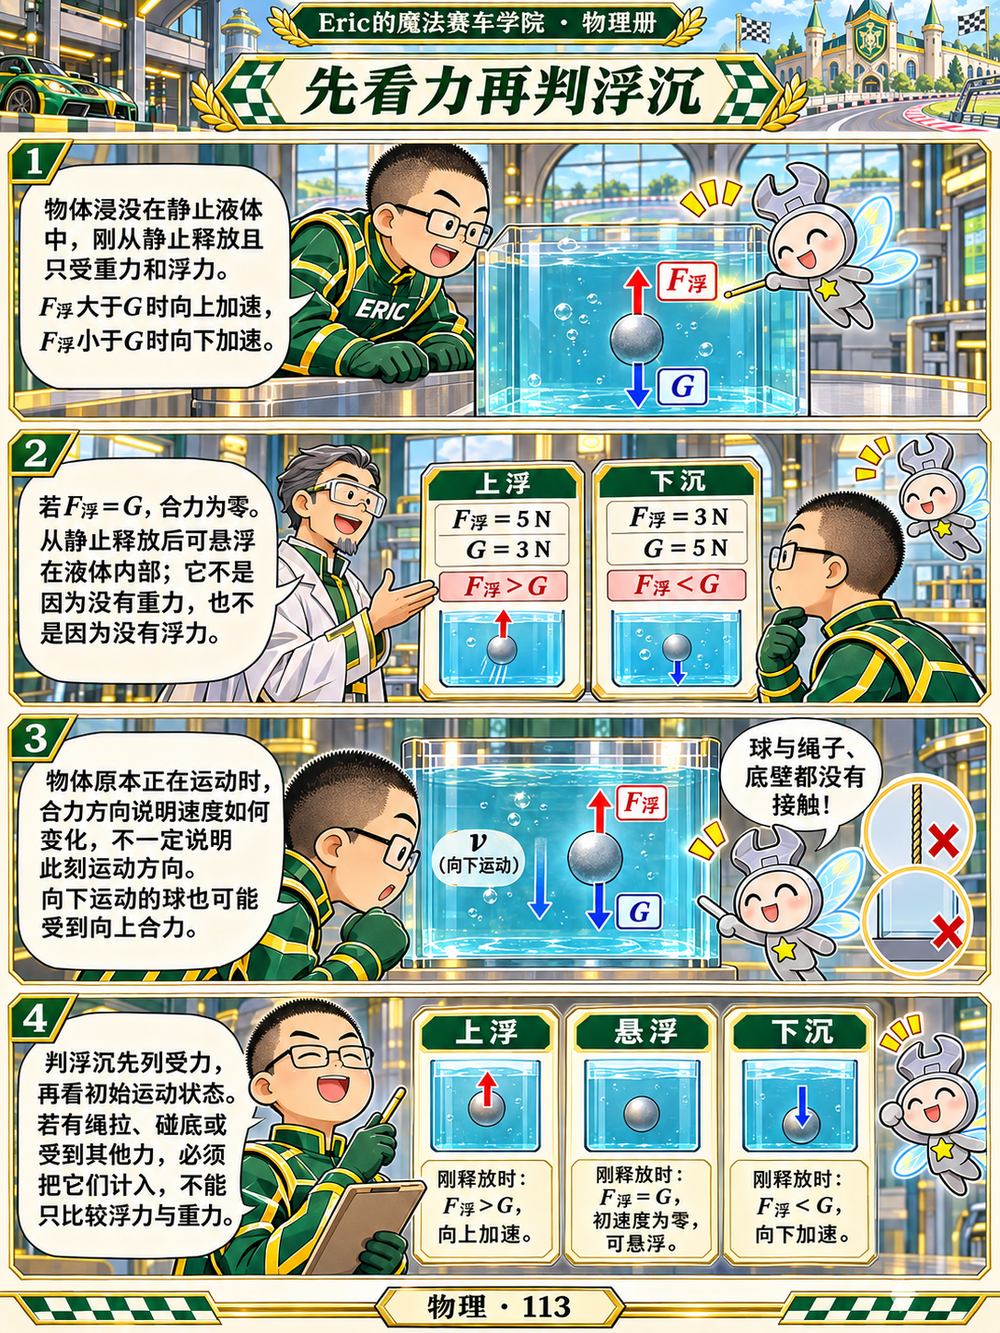 Eric的魔法赛车学院 · 物理册
先看力再判浮沉
1
物体浸没在静止液体
中，刚从静止释放且
只受重力和浮力。
F浮大于G时向上加速，
F浮小于G时向下加速。
ERIC
F浮
G
2
若F浮=G，合力为零。
从静止释放后可悬浮
在液体内部；它不是
因为没有重力，也不
是因为没有浮力。
上浮
F浮=5N
G=3N
F浮>G
下沉
F浮=3N
G=5N
F浮<G
3
物体原本正在运动时，
合力方向说明速度如何
变化，不一定说明
此刻运动方向。
向下运动的球也可能
受到向上合力。
v
（向下运动）
F浮
G
球与绳子、
底壁都没有
接触！
4
判浮沉先列受力，
再看初始运动状态。
若有绳拉、碰底或
受到其他力，必须
把它们计入，不能
只比较浮力与重力。
上浮
刚释放时：
F浮>G，
向上加速。
悬浮
刚释放时：
F浮=G，
初速度为零，
可悬浮。
下沉
刚释放时：
F浮<G，
向下加速。
物理 · 113